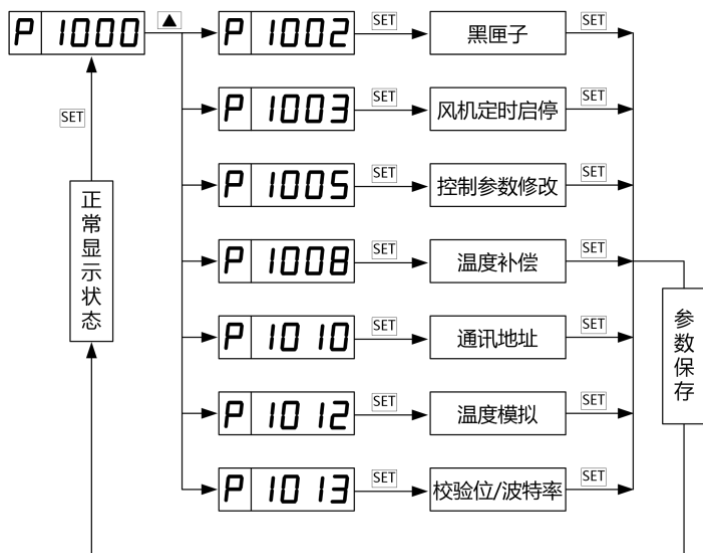 P 1000 ▲ P 1002 SET 黑匣子 SET
SET P 1003 SET 风机定时启停 SET
P 1005 SET 控制参数修改 SET
正常显示状态
P 1008 SET 温度补偿 SET
参数保存
P 1010 SET 通讯地址 SET
P 1012 SET 温度模拟 SET
P 1013 SET 校验位/波特率 SET